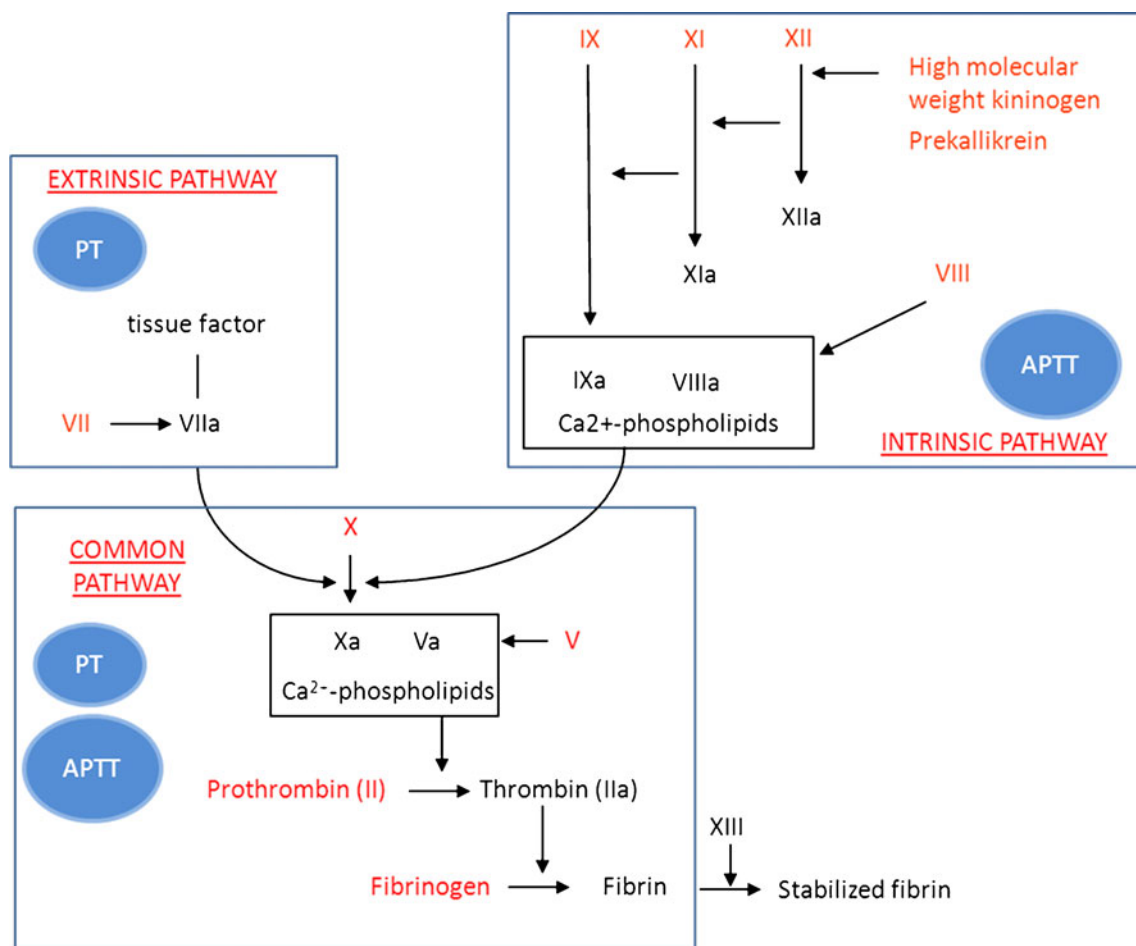 IX XI XII
High molecular
weight kininogen
Prekallikrein
XIIa
XIa
VIII
IXa VIIIa
Ca2+-phospholipids
APTT
INTRINSIC PATHWAY
EXTRINSIC PATHWAY
PT
tissue factor
VII VIIa
COMMON
PATHWAY
PT
APTT
X
Xa Va
V
Ca²⁻-phospholipids
Prothrombin (II) Thrombin (IIa)
XIII
Fibrinogen Fibrin Stabilized fibrin